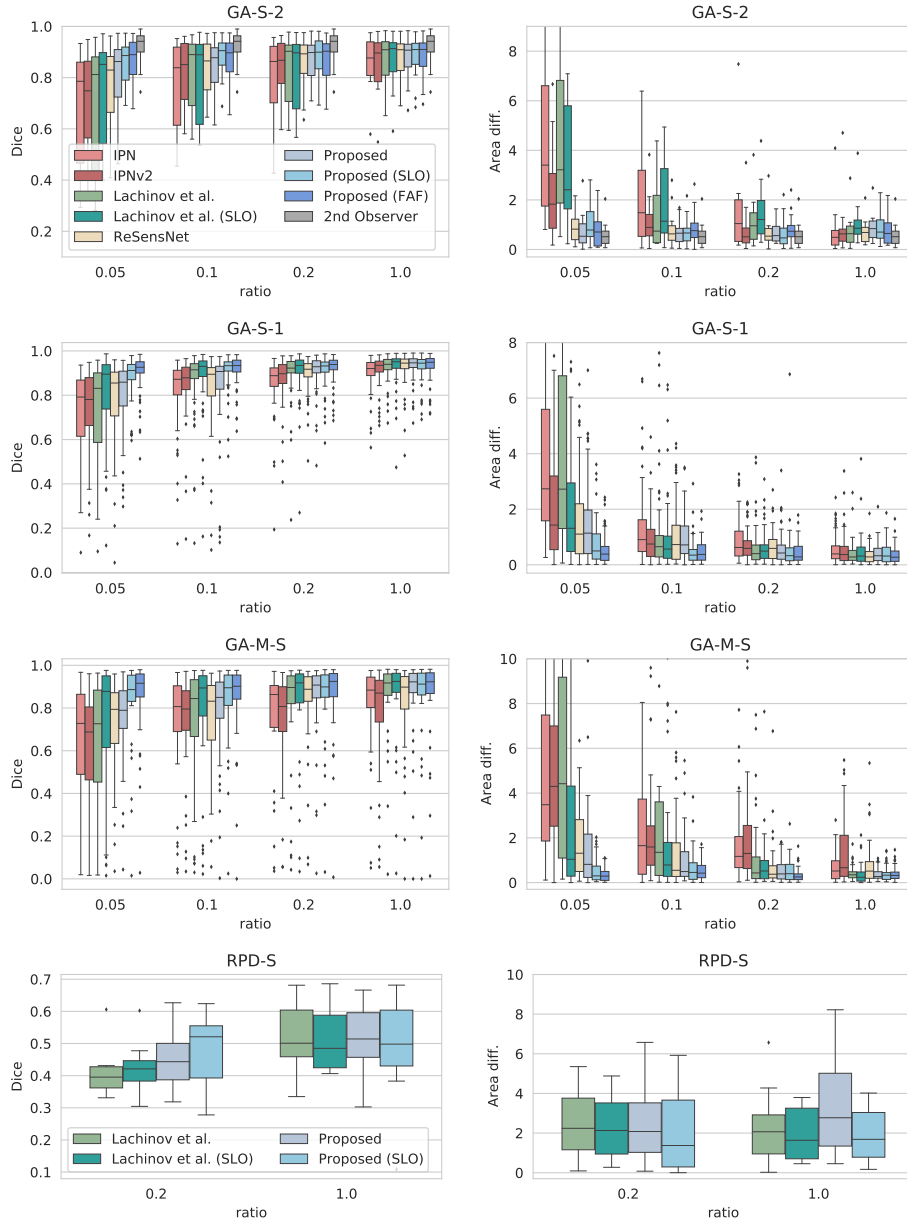 GA-S-2
1.0
0.8
0.6
0.4
0.2
Dice
IPN
IPNv2
Lachinov et al.
Lachinov et al. (SLO)
ReSensNet
Proposed
Proposed (SLO)
Proposed (FAF)
2nd Observer
0.05 0.1 0.2 1.0
ratio
GA-S-2
8
6
4
2
0
Area diff.
0.05 0.1 0.2 1.0
ratio
GA-S-1
1.0
0.8
0.6
0.4
0.2
0.0
Dice
0.05 0.1 0.2 1.0
ratio
GA-S-1
8
6
4
2
0
Area diff.
0.05 0.1 0.2 1.0
ratio
GA-M-S
1.0
0.8
0.6
0.4
0.2
0.0
Dice
0.05 0.1 0.2 1.0
ratio
GA-M-S
10
8
6
4
2
0
Area diff.
0.05 0.1 0.2 1.0
ratio
RPD-S
0.7
0.6
0.5
0.4
0.3
0.2
0.1
Dice
Lachinov et al.
Lachinov et al. (SLO)
Proposed
Proposed (SLO)
0.2 1.0
ratio
RPD-S
10
8
6
4
2
0
Area diff.
0.2 1.0
ratio